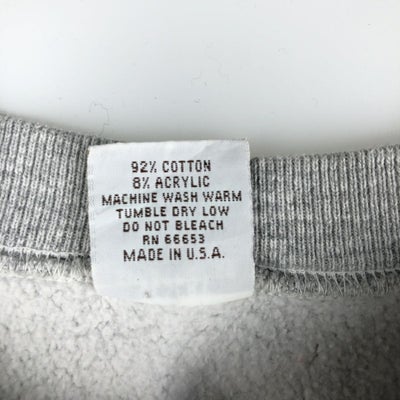 92% COTTON
8% ACRYLIC
MACHINE WASH WARM
TUMBLE DRY LOW
DO NOT BLEACH
RN 66653
MADE IN U.S.A.